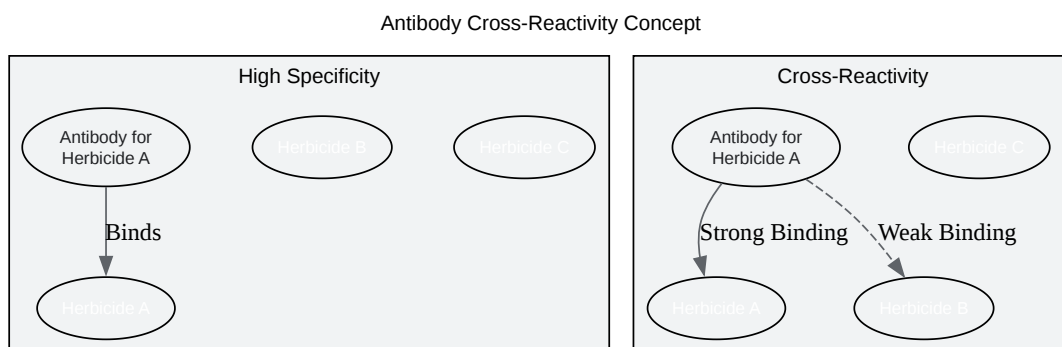 Antibody Cross-Reactivity Concept
High Specificity
Antibody for
Herbicide A
Herbicide B
Herbicide C
Binds
Herbicide A
Cross-Reactivity
Antibody for
Herbicide A
Herbicide C
Strong Binding
Weak Binding
Herbicide A
Herbicide B